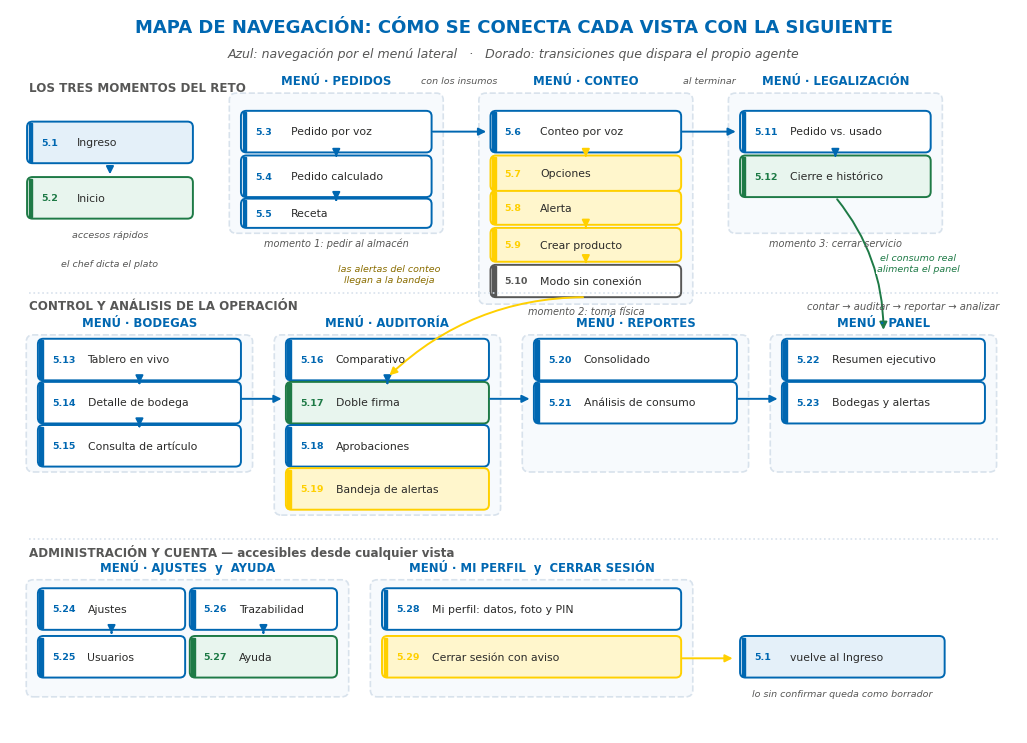 MAPA DE NAVEGACIÓN: CÓMO SE CONECTA CADA VISTA CON LA SIGUIENTE
Azul: navegación por el menú lateral · Dorado: transiciones que dispara el propio agente
LOS TRES MOMENTOS DEL RETO
MENÚ · PEDIDOS
con los insumos
MENÚ · CONTEO
al terminar
MENÚ · LEGALIZACIÓN
5.1 Ingreso
5.2 Inicio
accesos rápidos
el chef dicta el plato
5.3 Pedido por voz
5.4 Pedido calculado
5.5 Receta
momento 1: pedir al almacén
5.6 Conteo por voz
5.7 Opciones
5.8 Alerta
5.9 Crear producto
5.10 Modo sin conexión
momento 2: toma física
5.11 Pedido vs. usado
5.12 Cierre e histórico
momento 3: cerrar servicio
las alertas del conteo
llegan a la bandeja
el consumo real
alimenta el panel
CONTROL Y ANÁLISIS DE LA OPERACIÓN
contar → auditar → reportar → analizar
MENÚ · BODEGAS
5.13 Tablero en vivo
5.14 Detalle de bodega
5.15 Consulta de artículo
MENÚ · AUDITORÍA
5.16 Comparativo
5.17 Doble firma
5.18 Aprobaciones
5.19 Bandeja de alertas
MENÚ · REPORTES
5.20 Consolidado
5.21 Análisis de consumo
MENÚ · PANEL
5.22 Resumen ejecutivo
5.23 Bodegas y alertas
ADMINISTRACIÓN Y CUENTA — accesibles desde cualquier vista
MENÚ · AJUSTES y AYUDA
5.24 Ajustes
5.26 Trazabilidad
5.25 Usuarios
5.27 Ayuda
MENÚ · MI PERFIL y CERRAR SESIÓN
5.28 Mi perfil: datos, foto y PIN
5.29 Cerrar sesión con aviso
5.1 vuelve al Ingreso
lo sin confirmar queda como borrador